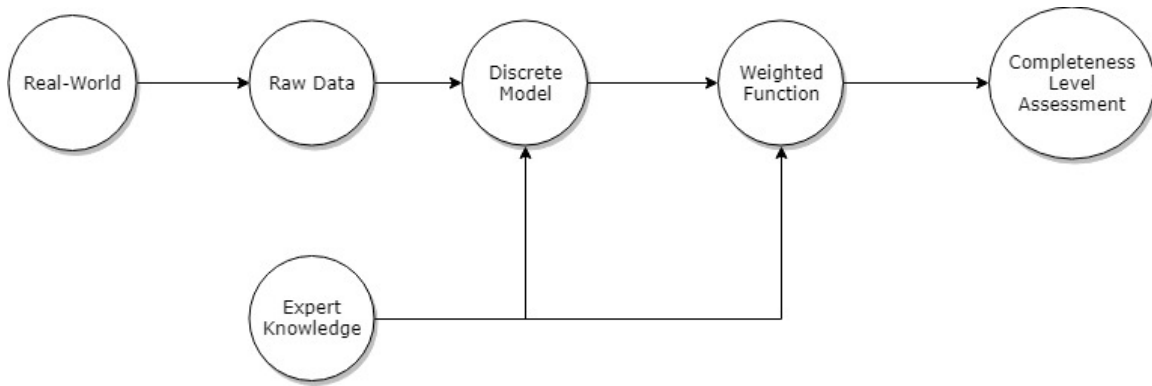 Real-World
Raw Data
Discrete
Model
Weighted
Function
Completeness
Level
Assessment
Expert
Knowledge